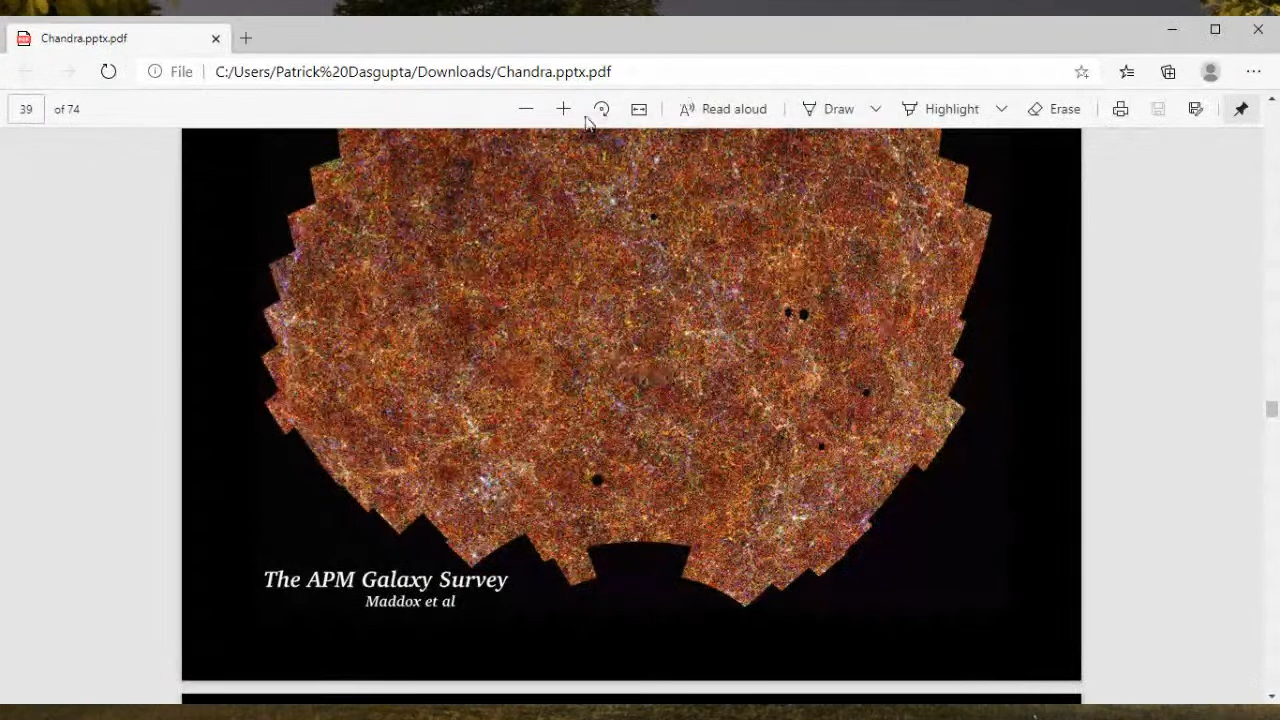 Chandra.pptx.pdf
File
C:/Users/Patrick%20Dasgupta/Downloads/Chandra.pptx.pdf
39 of 74
Read aloud
Draw
Highlight
Erase
The APM Galaxy Survey
Maddox et al